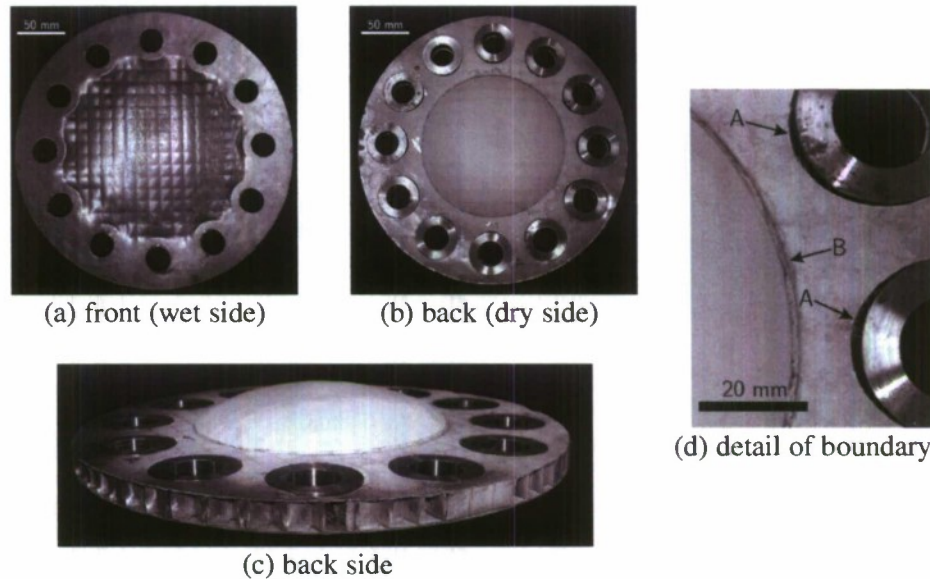 50 mm
50 mm
(a) front (wet side)
(b) back (dry side)
A
B
A
20 mm
(d) detail of boundary
(c) back side